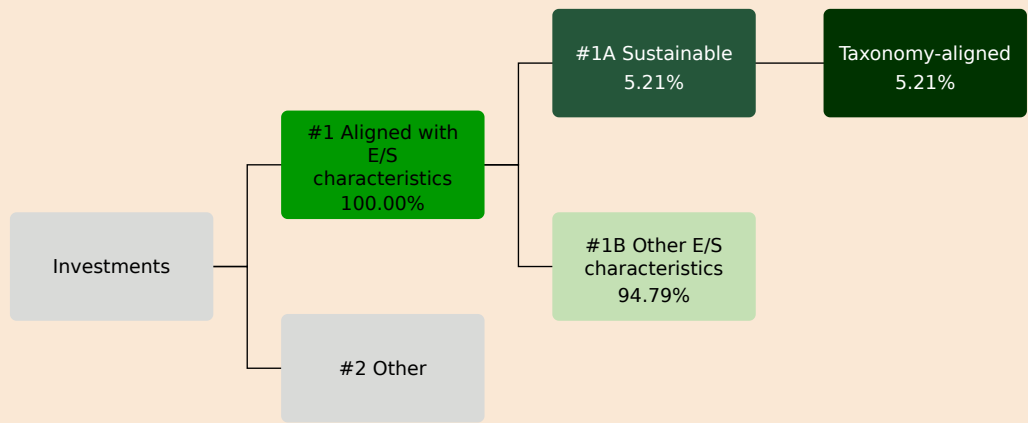 Investments
#1 Aligned with
E/S
characteristics
100.00%
#2 Other
#1A Sustainable
5.21%
#1B Other E/S
characteristics
94.79%
Taxonomy-aligned
5.21%